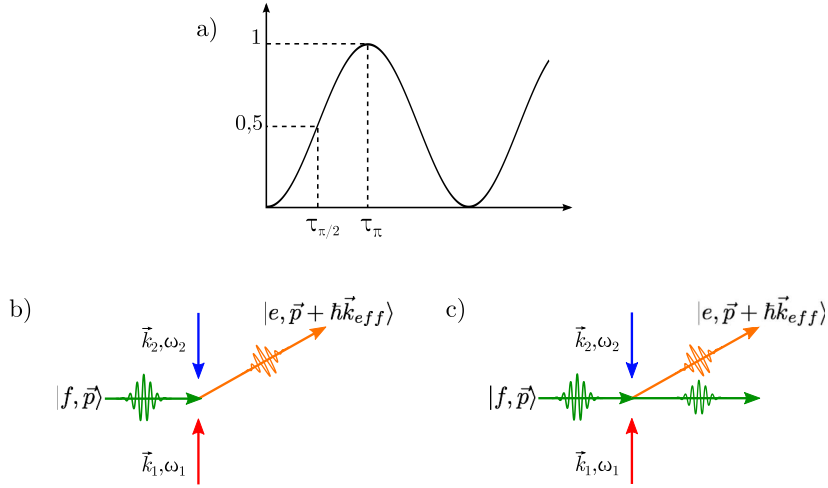 a)
1
0,5
τπ/2
τπ
b)
|e, p⃗ + ħk⃗eff⟩
k⃗2,ω2
|f, p⃗⟩
k⃗1,ω1
c)
|e, p⃗ + ħk⃗eff⟩
k⃗2,ω2
|f, p⃗⟩
k⃗1,ω1